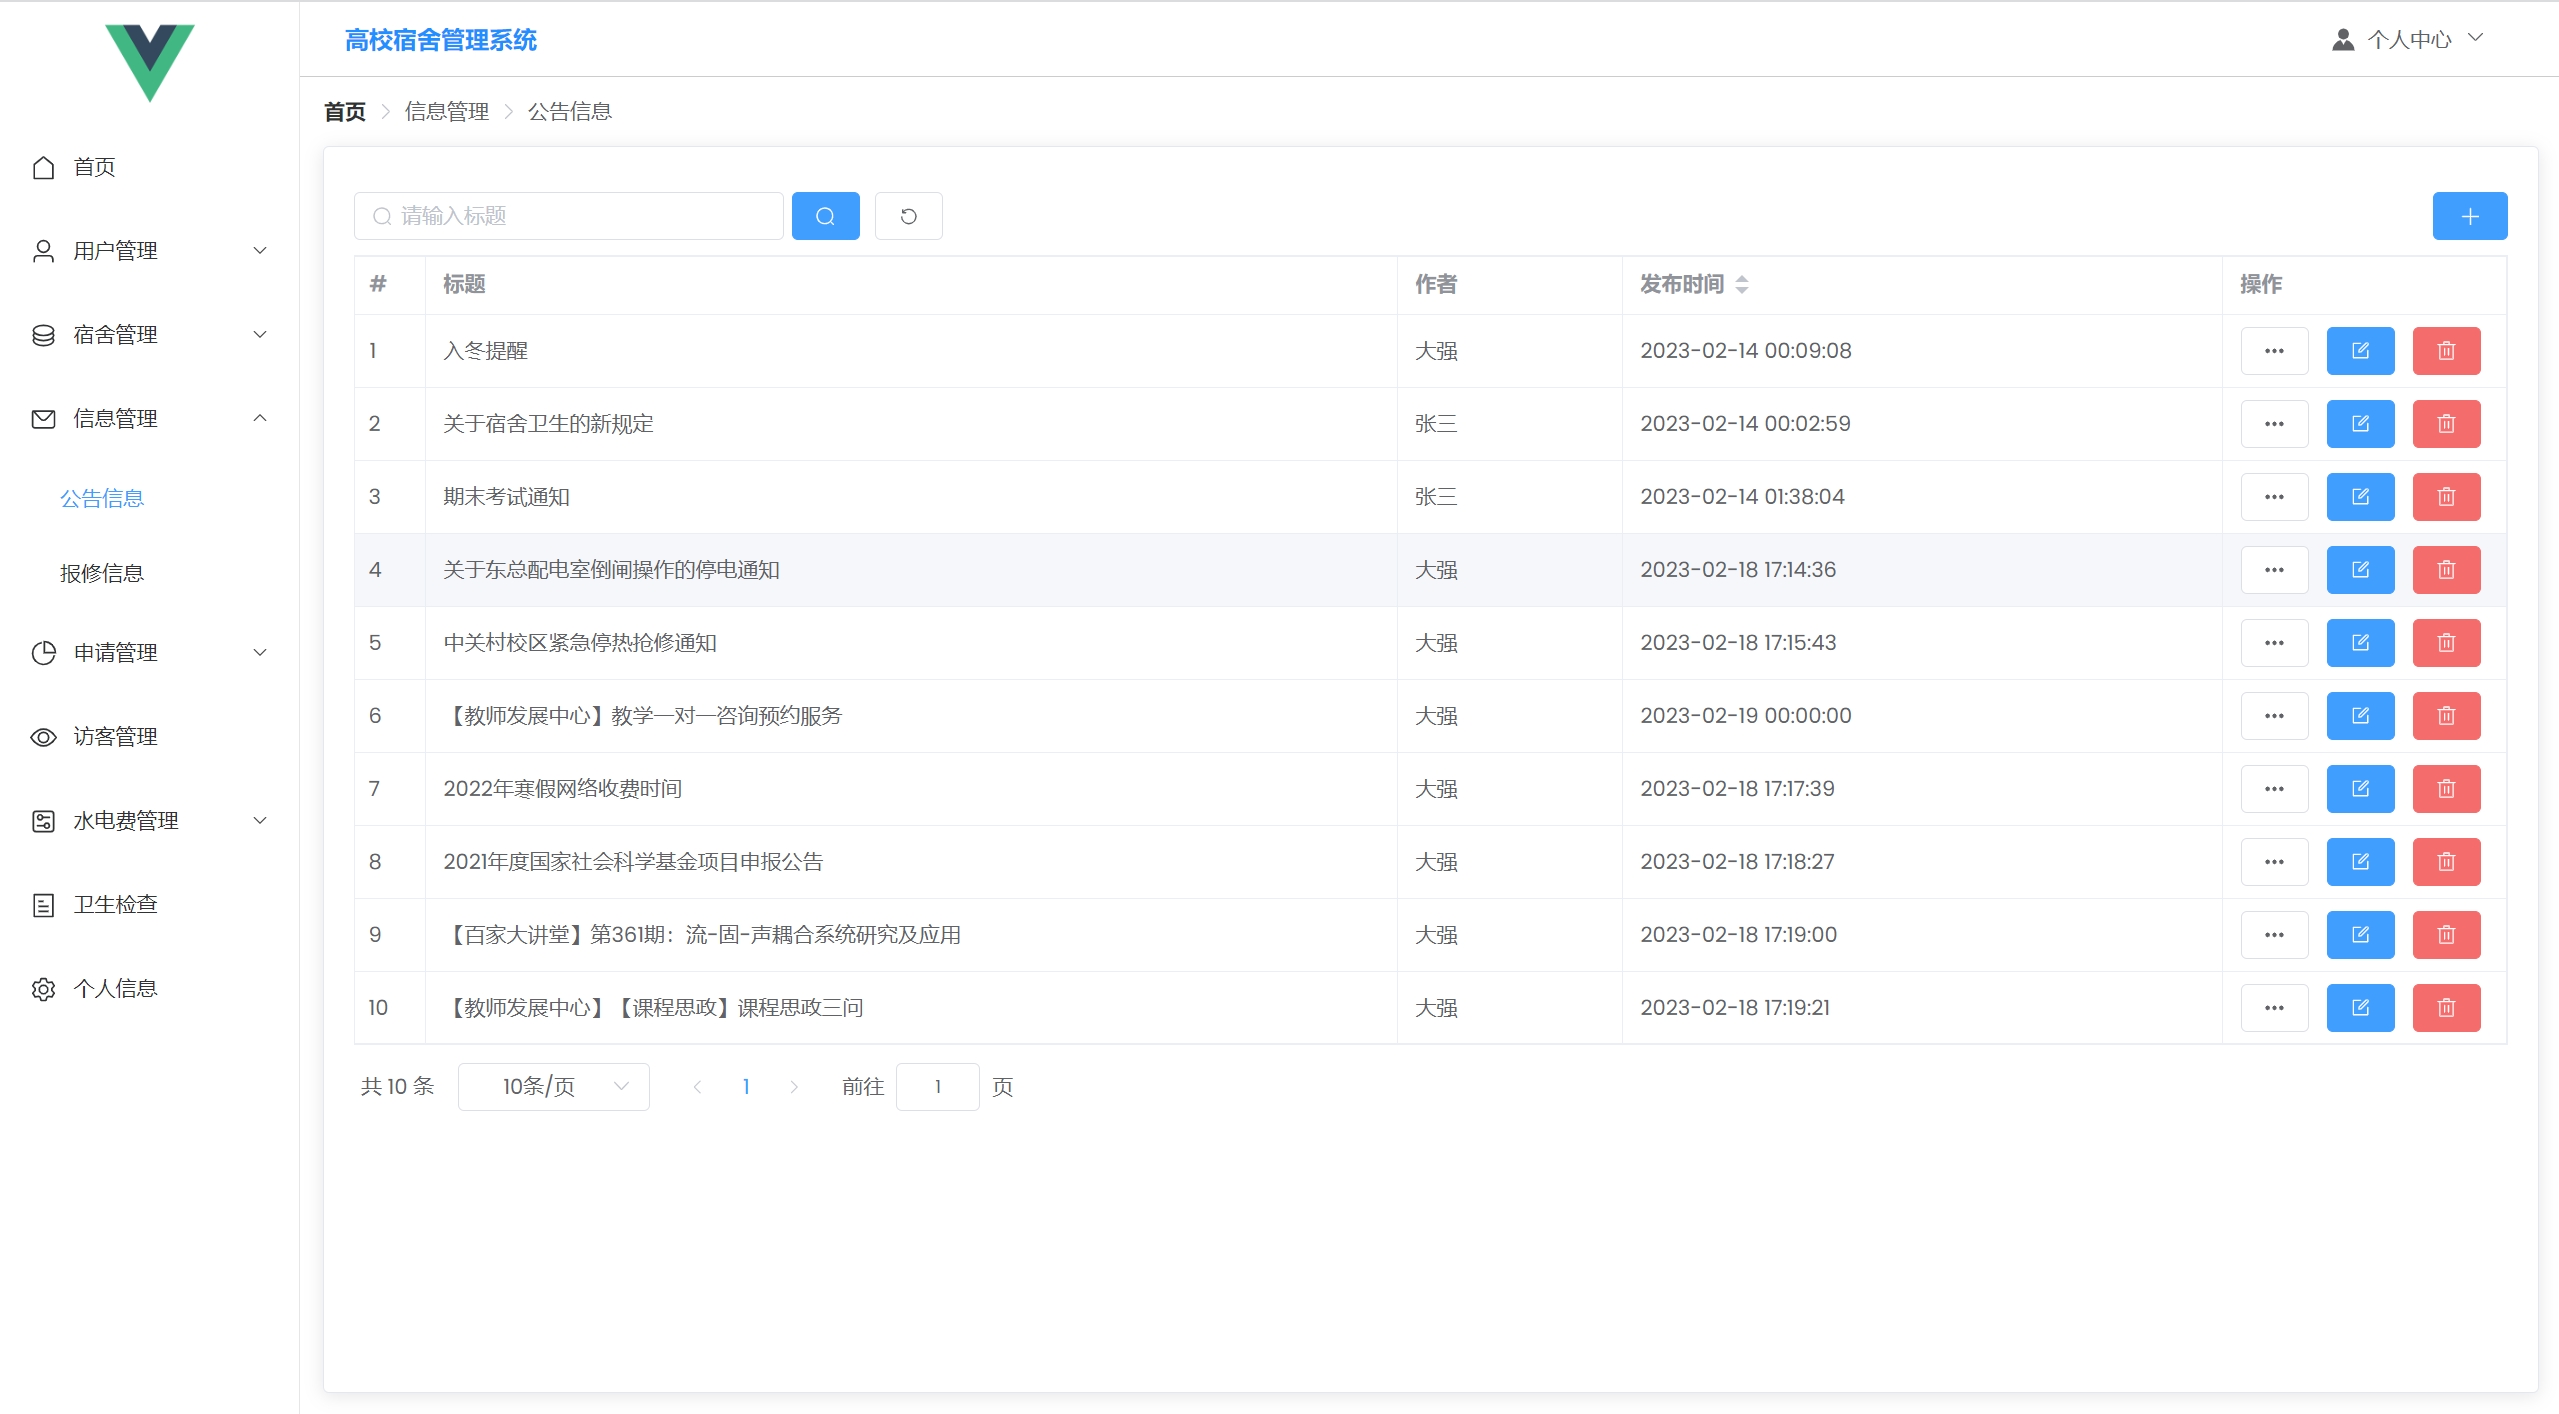 高校宿舍管理系统
个人中心
首页
用户管理
宿舍管理
信息管理
公告信息
报修信息
申请管理
访客管理
水电费管理
卫生检查
个人信息
首页 信息管理 公告信息
请输入标题
# 标题 作者 发布时间 操作
1 入冬提醒 大强 2023-02-14 00:09:08
2 关于宿舍卫生的新规定 张三 2023-02-14 00:02:59
3 期末考试通知 张三 2023-02-14 01:38:04
4 关于东总配电室倒闸操作的停电通知 大强 2023-02-18 17:14:36
5 中关村校区紧急停热抢修通知 大强 2023-02-18 17:15:43
6 【教师发展中心】教学一对一咨询预约服务 大强 2023-02-19 00:00:00
7 2022年寒假网络收费时间 大强 2023-02-18 17:17:39
8 2021年度国家社会科学基金项目申报公告 大强 2023-02-18 17:18:27
9 【百家大讲堂】第361期：流-固-声耦合系统研究及应用 大强 2023-02-18 17:19:00
10 【教师发展中心】【课程思政】课程思政三问 大强 2023-02-18 17:19:21
共 10 条 10条/页 1 前往 1 页